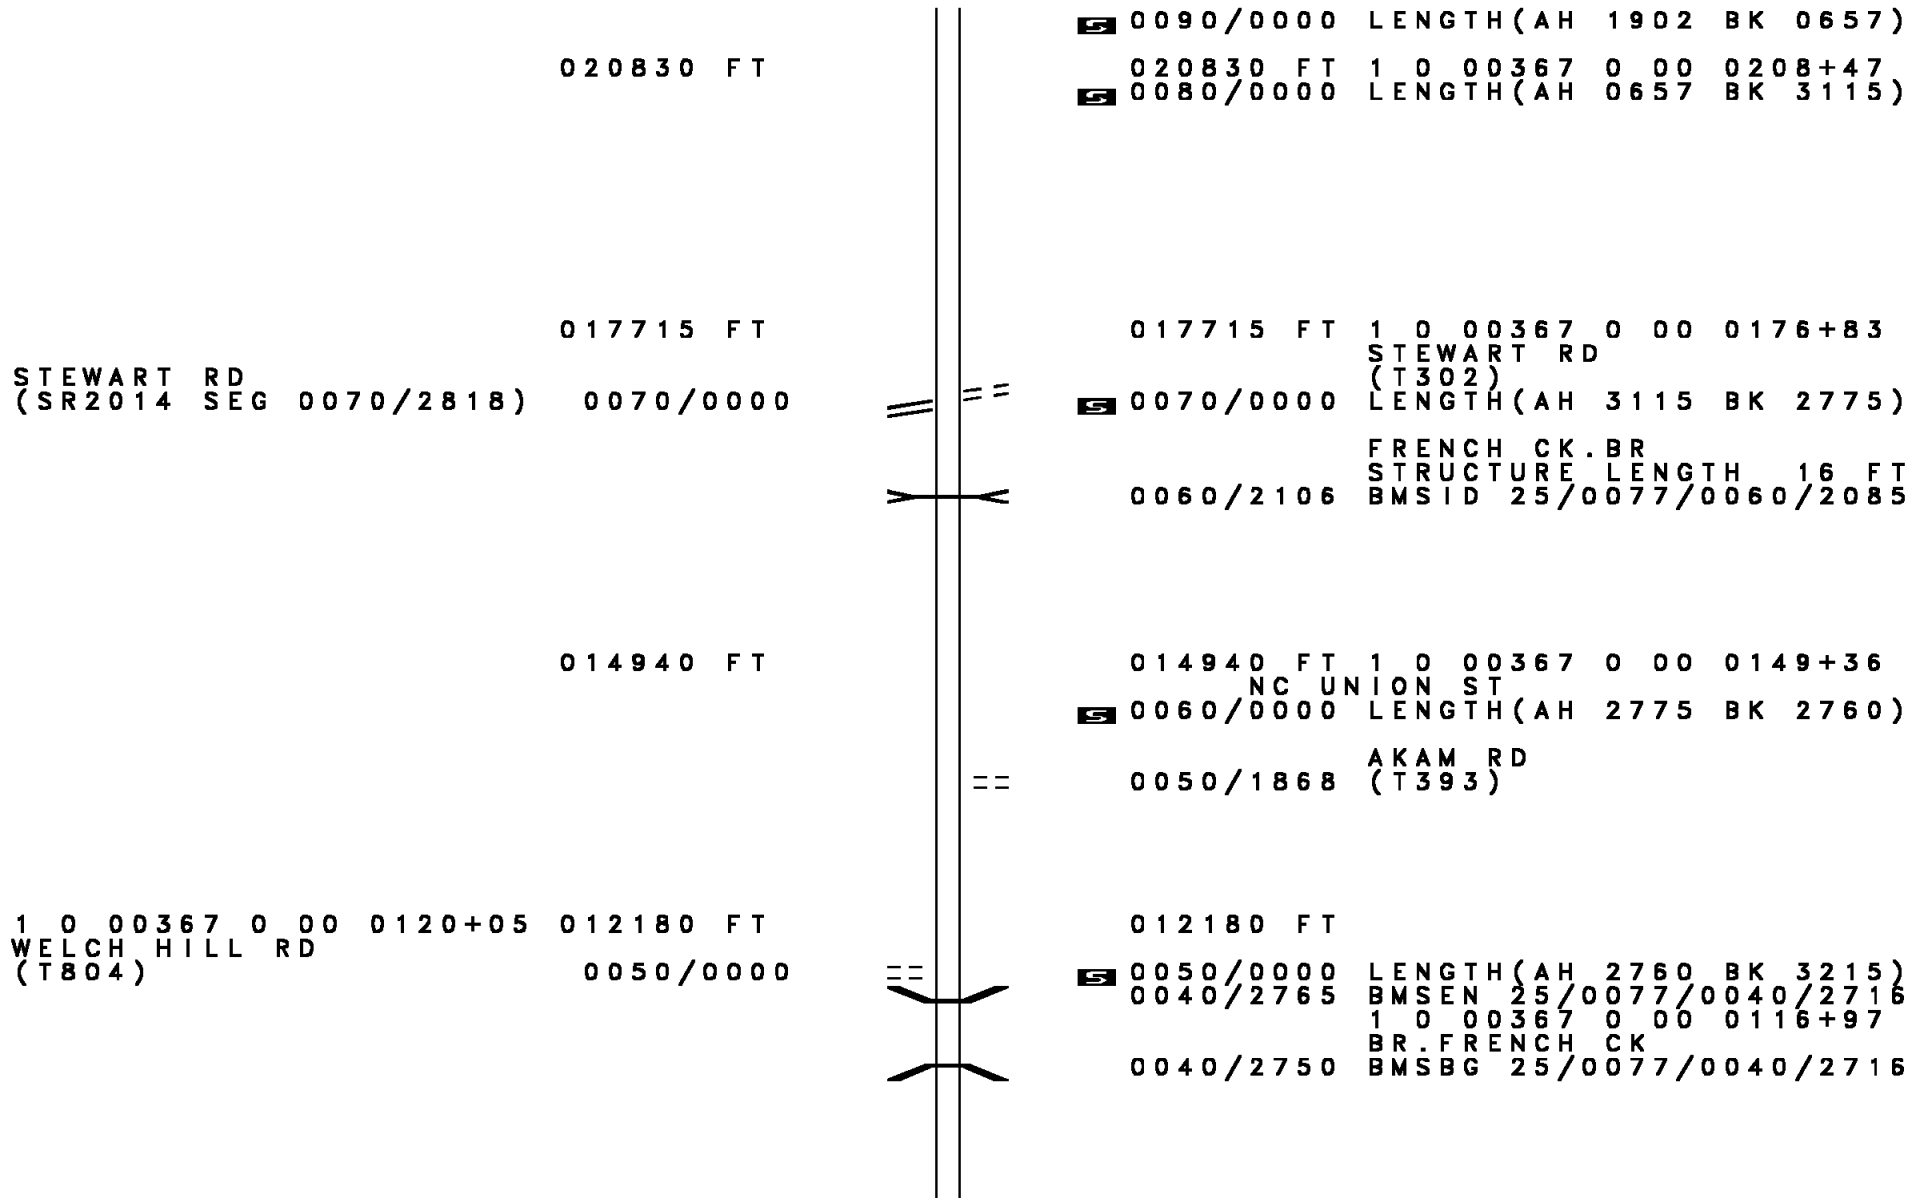 S 0090/0000 LENGTH(AH 1902 BK 0657)
020830 FT 020830 FT 1 0 00367 0 00 0208+47
S 0080/0000 LENGTH(AH 0657 BK 3115)
017715 FT 017715 FT 1 0 00367 0 00 0176+83
STEWART RD
STEWART RD (T302)
(SR2014 SEG 0070/2818) 0070/0000 S 0070/0000 LENGTH(AH 3115 BK 2775)
FRENCH CK.BR
STRUCTURE LENGTH 16 FT
0060/2106 BMSID 25/0077/0060/2085
014940 FT 014940 FT 1 0 00367 0 00 0149+36
NC UNION ST
S 0060/0000 LENGTH(AH 2775 BK 2760)
AKAM RD
0050/1868 (T393)
1 0 00367 0 00 0120+05 012180 FT 012180 FT
WELCH HILL RD
(T804) 0050/0000 S 0050/0000 LENGTH(AH 2760 BK 3215)
0040/2765 BMSEN 25/0077/0040/2716
1 0 00367 0 00 0116+97
BR.FRENCH CK
0040/2750 BMSBG 25/0077/0040/2716